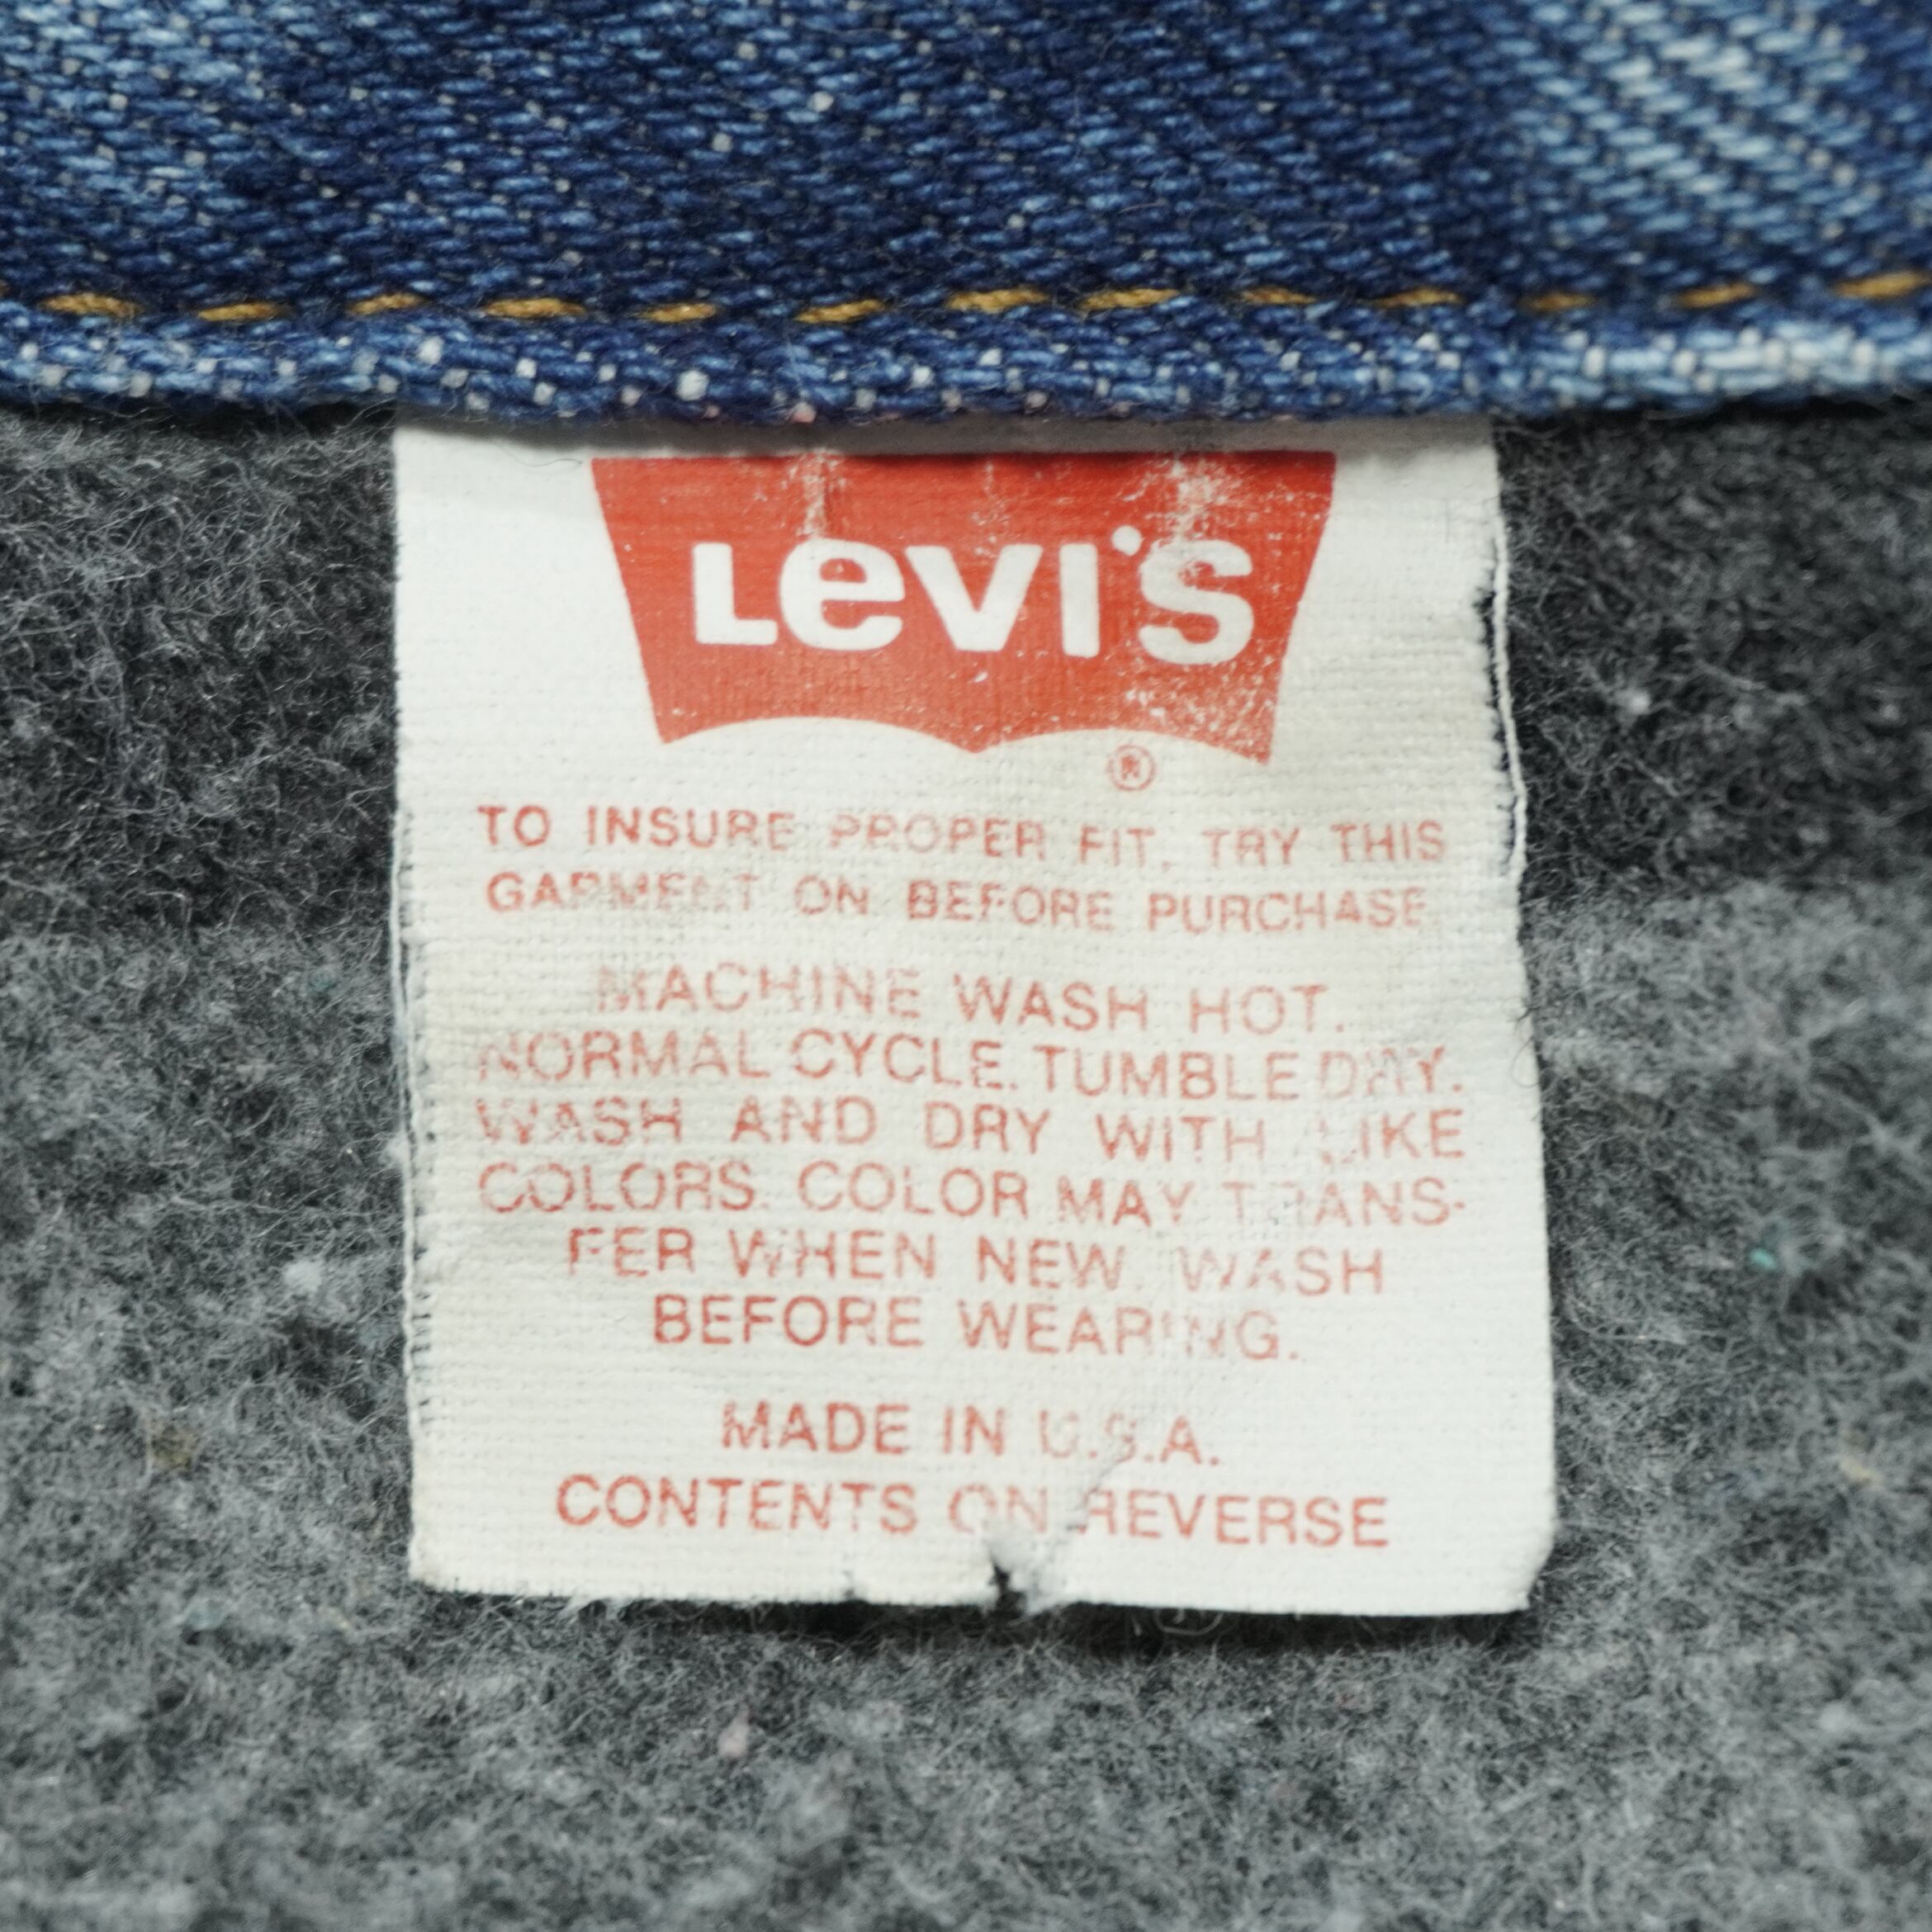 LEVI'S
®
TO INSURE PROPER FIT, TRY THIS
GARMENT ON BEFORE PURCHASE
MACHINE WASH HOT.
NORMAL CYCLE. TUMBLE DRY.
WASH AND DRY WITH LIKE
COLORS. COLOR MAY TRANS-
FER WHEN NEW. WASH
BEFORE WEARING.
MADE IN U.S.A.
CONTENTS ON REVERSE